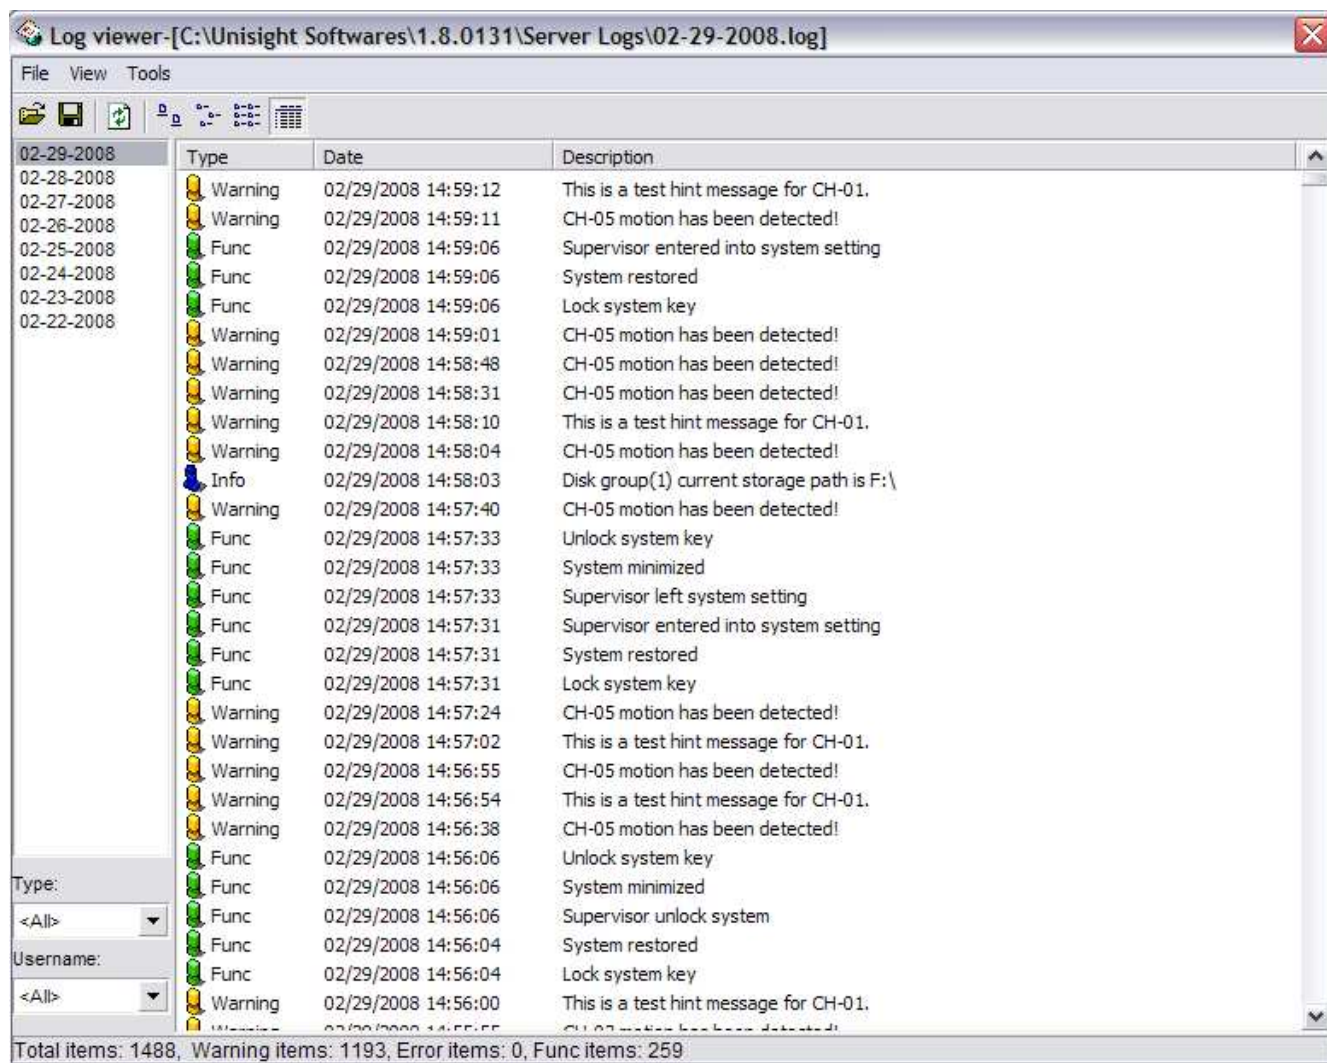 Log viewer-[C:\Unisight Softwares\1.8.0131\Server Logs\02-29-2008.log]
File View Tools
02-29-2008
02-28-2008
02-27-2008
02-26-2008
02-25-2008
02-24-2008
02-23-2008
02-22-2008
Type:
<All>
Username:
<All>
Type Date Description
Warning 02/29/2008 14:59:12 This is a test hint message for CH-01.
Warning 02/29/2008 14:59:11 CH-05 motion has been detected!
Func 02/29/2008 14:59:06 Supervisor entered into system setting
Func 02/29/2008 14:59:06 System restored
Func 02/29/2008 14:59:06 Lock system key
Warning 02/29/2008 14:59:01 CH-05 motion has been detected!
Warning 02/29/2008 14:58:48 CH-05 motion has been detected!
Warning 02/29/2008 14:58:31 CH-05 motion has been detected!
Warning 02/29/2008 14:58:10 This is a test hint message for CH-01.
Warning 02/29/2008 14:58:04 CH-05 motion has been detected!
Info 02/29/2008 14:58:03 Disk group(1) current storage path is F:\
Warning 02/29/2008 14:57:40 CH-05 motion has been detected!
Func 02/29/2008 14:57:33 Unlock system key
Func 02/29/2008 14:57:33 System minimized
Func 02/29/2008 14:57:33 Supervisor left system setting
Func 02/29/2008 14:57:31 Supervisor entered into system setting
Func 02/29/2008 14:57:31 System restored
Func 02/29/2008 14:57:31 Lock system key
Warning 02/29/2008 14:57:24 CH-05 motion has been detected!
Warning 02/29/2008 14:57:02 This is a test hint message for CH-01.
Warning 02/29/2008 14:56:55 CH-05 motion has been detected!
Warning 02/29/2008 14:56:54 This is a test hint message for CH-01.
Warning 02/29/2008 14:56:38 CH-05 motion has been detected!
Func 02/29/2008 14:56:06 Unlock system key
Func 02/29/2008 14:56:06 System minimized
Func 02/29/2008 14:56:06 Supervisor unlock system
Func 02/29/2008 14:56:04 System restored
Func 02/29/2008 14:56:04 Lock system key
Warning 02/29/2008 14:56:00 This is a test hint message for CH-01.
Total items: 1488, Warning items: 1193, Error items: 0, Func items: 259